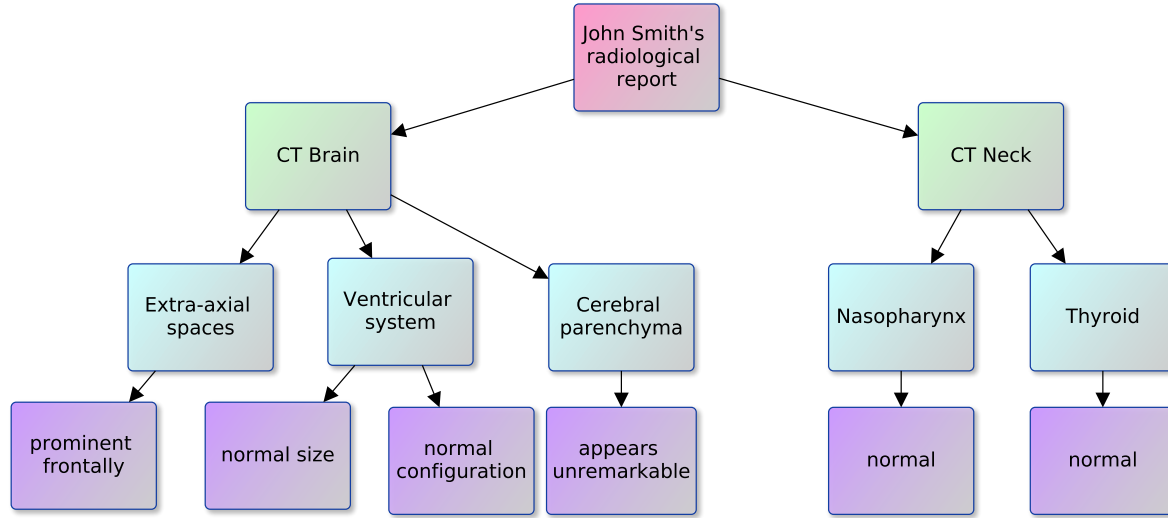 John Smith's
radiological
report
CT Brain
CT Neck
Extra-axial
spaces
Ventricular
system
Cerebral
parenchyma
Nasopharynx
Thyroid
prominent
frontally
normal size
normal
configuration
appears
unremarkable
normal
normal